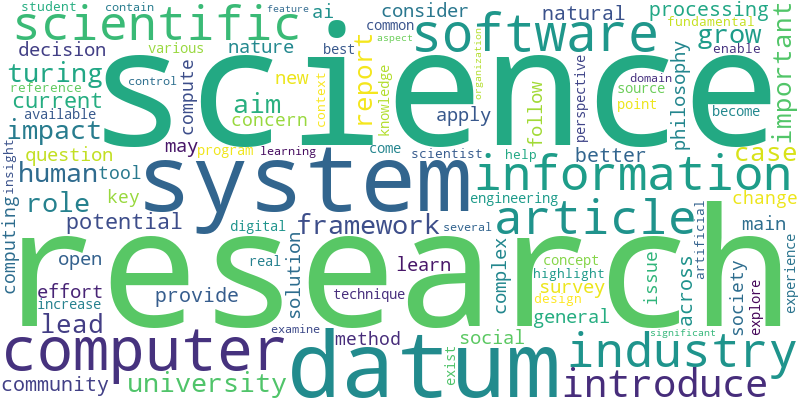 student
contain
feature
scientific
ai
consider
natural
processing
common
software
fundamental
decision
various
nature
best
aspect
grow
enable
turing
science
control
compute
new
context
report
knowledge
organization
perspective
domain
source
point
philosophy
important
reference
current
aim
available
concern
apply
follow
become
impact
may
program
learning
come
scientist
help
better
case
insight
question
human
tool
system
information
engineering
change
computing
role
key
potential
digital
framework
several
article
artificial
main
research
open
real
solution
learn
complex
concept
highlight
survey
design
issue
across
society
explore
experience
effort
increase
provide
technique
general
lead
examine
method
social
exist
significant
computer
datum
industry
community
university
introduce